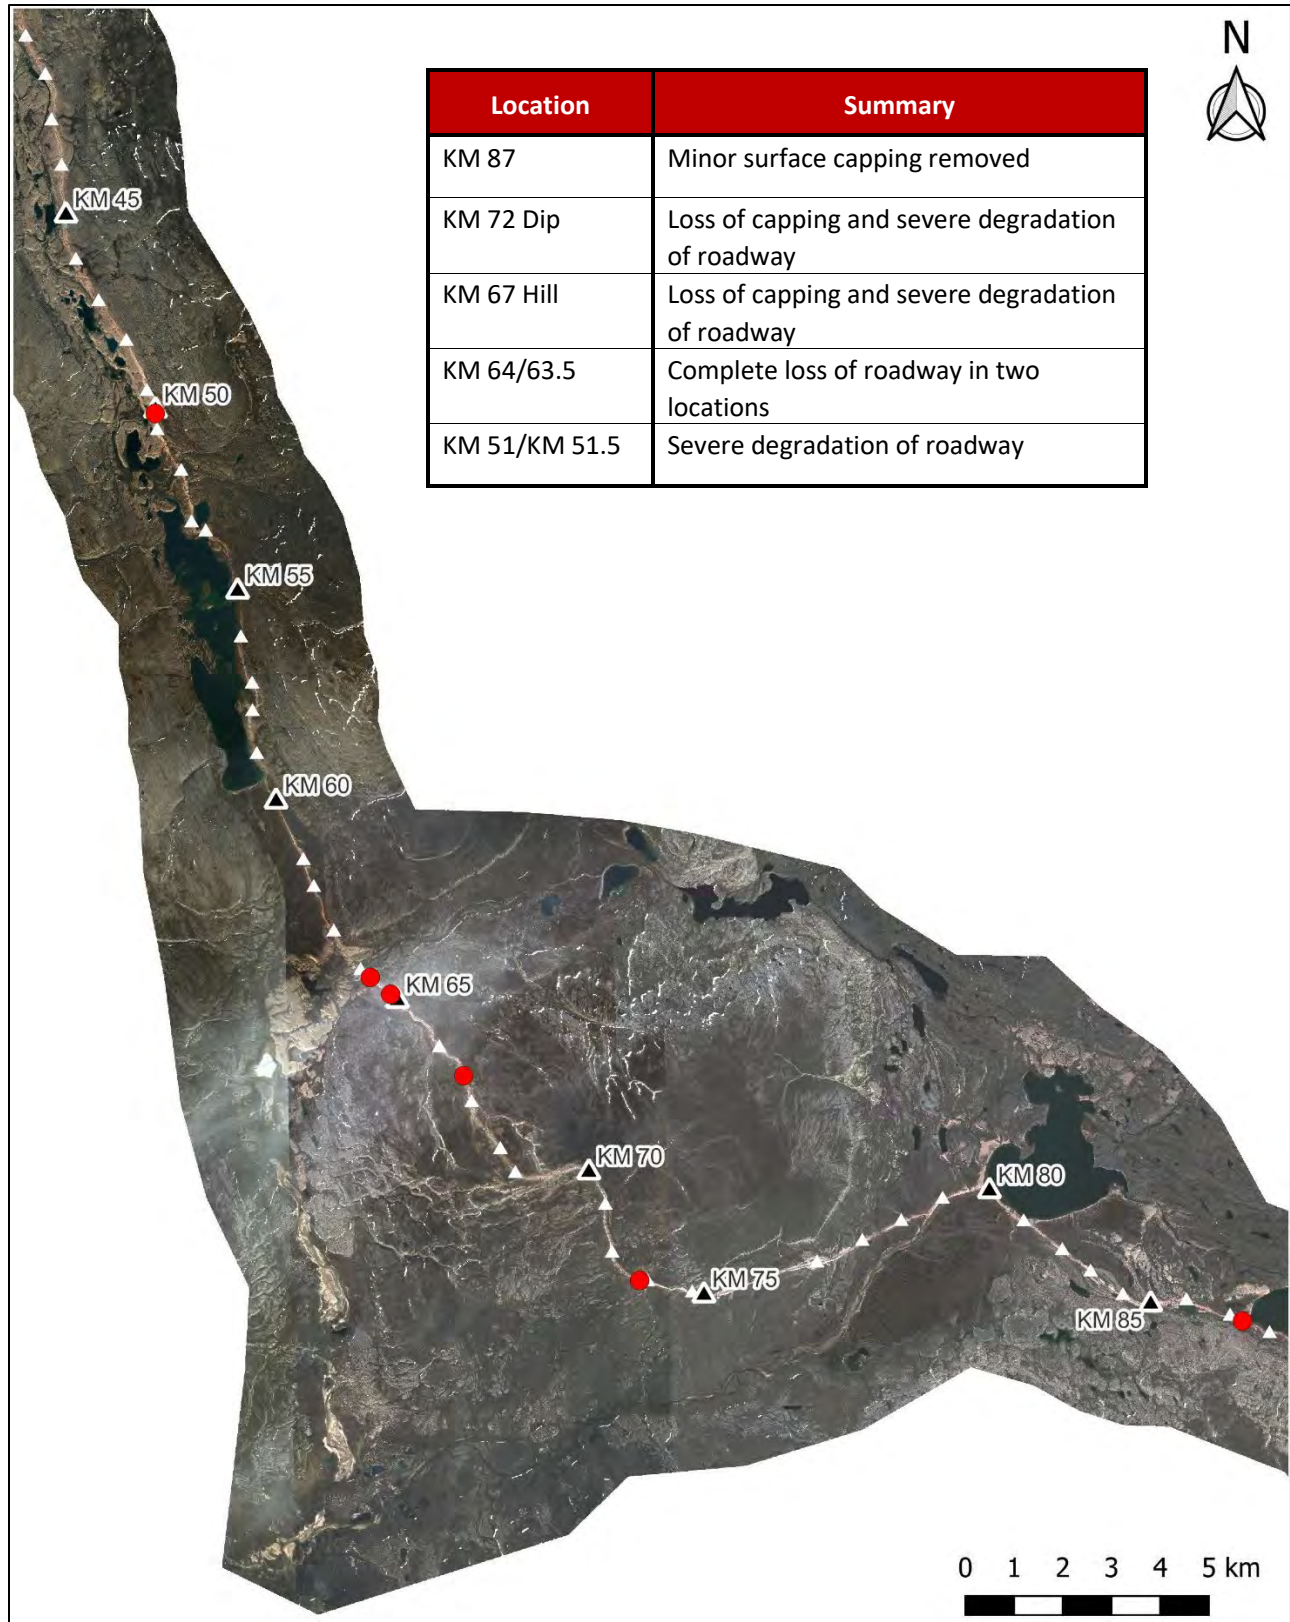 N
Location Summary
KM 87 Minor surface capping removed
KM 72 Dip Loss of capping and severe degradation
of roadway
KM 67 Hill Loss of capping and severe degradation
of roadway
KM 64/63.5 Complete loss of roadway in two
locations
KM 51/KM 51.5 Severe degradation of roadway
KM 45
KM 50
KM 55
KM 60
KM 65
KM 70
KM 80
KM 75
KM 85
0 1 2 3 4 5 km